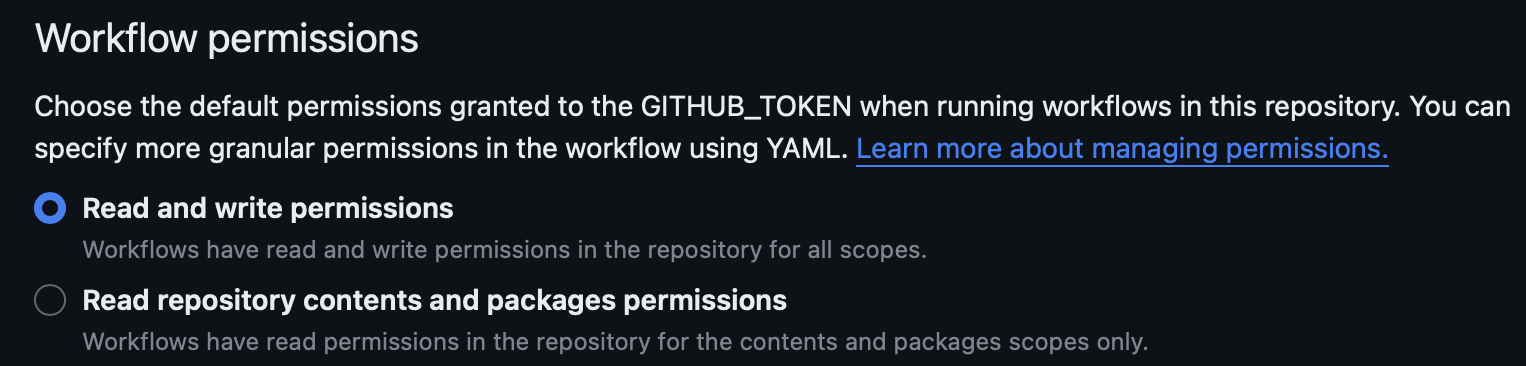 Workflow permissions
Choose the default permissions granted to the GITHUB_TOKEN when running workflows in this repository. You can
specify more granular permissions in the workflow using YAML. Learn more about managing permissions.
Read and write permissions
Workflows have read and write permissions in the repository for all scopes.
Read repository contents and packages permissions
Workflows have read permissions in the repository for the contents and packages scopes only.